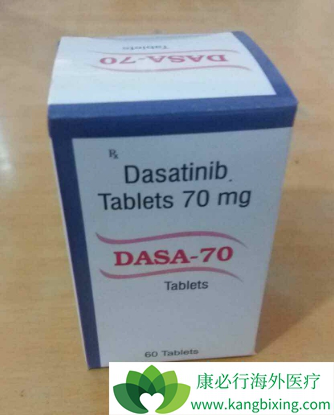 DASA-70
Tablets
Rx
Dasatinib
Tablets 70 mg
DASA-70
Tablets
60 Tablets
康必行海外医疗
www.kangbixing.com